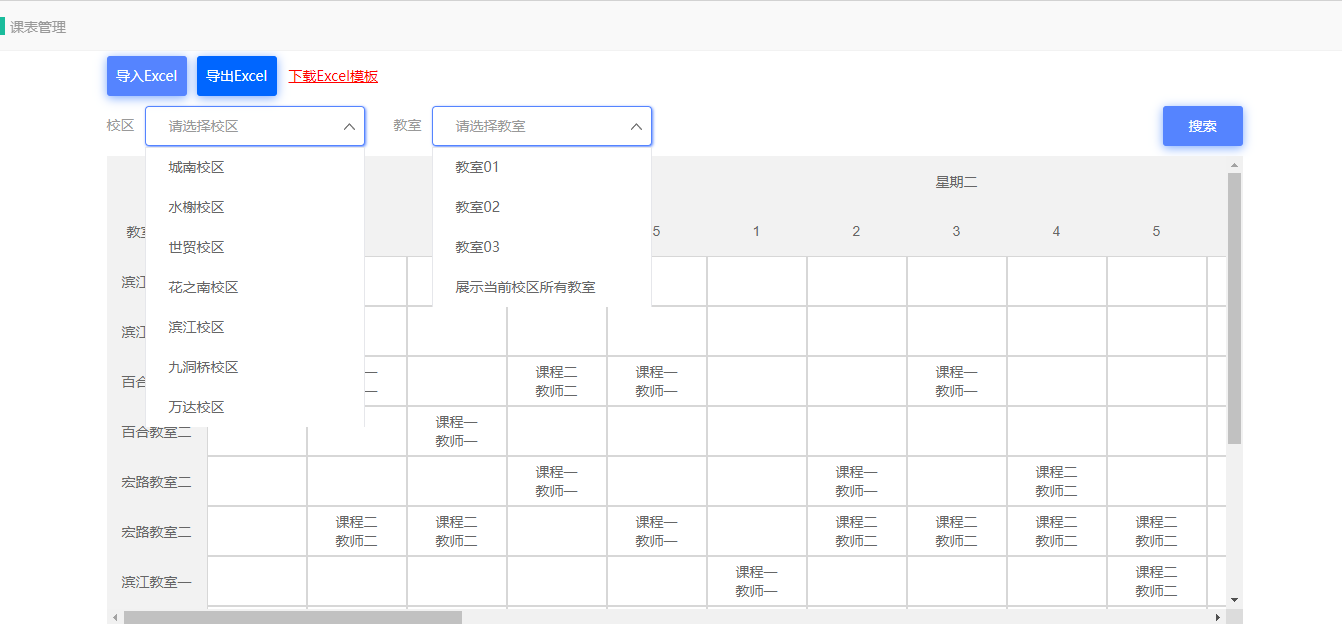 课表管理
导入Excel 导出Excel 下载Excel模板
校区 请选择校区 教室 请选择教室 搜索
城南校区 教室01
星期二
水榭校区 教室02
教室 5 1 2 3 4 5
世贸校区 教室03
滨江 花之南校区 展示当前校区所有教室
滨江 滨江校区
百合 九洞桥校区 一 课程二 课程一 课程一
一 教师二 教师一 教师一
万达校区
百合教室二 课程一
教师一
宏路教室二 课程一 课程一 课程二
教师一 教师一 教师二
宏路教室二 课程二 课程二 课程一 课程二 课程二 课程二 课程二
教师二 教师二 教师一 教师二 教师二 教师二 教师二
滨江教室一 课程一 课程二
教师一 教师二